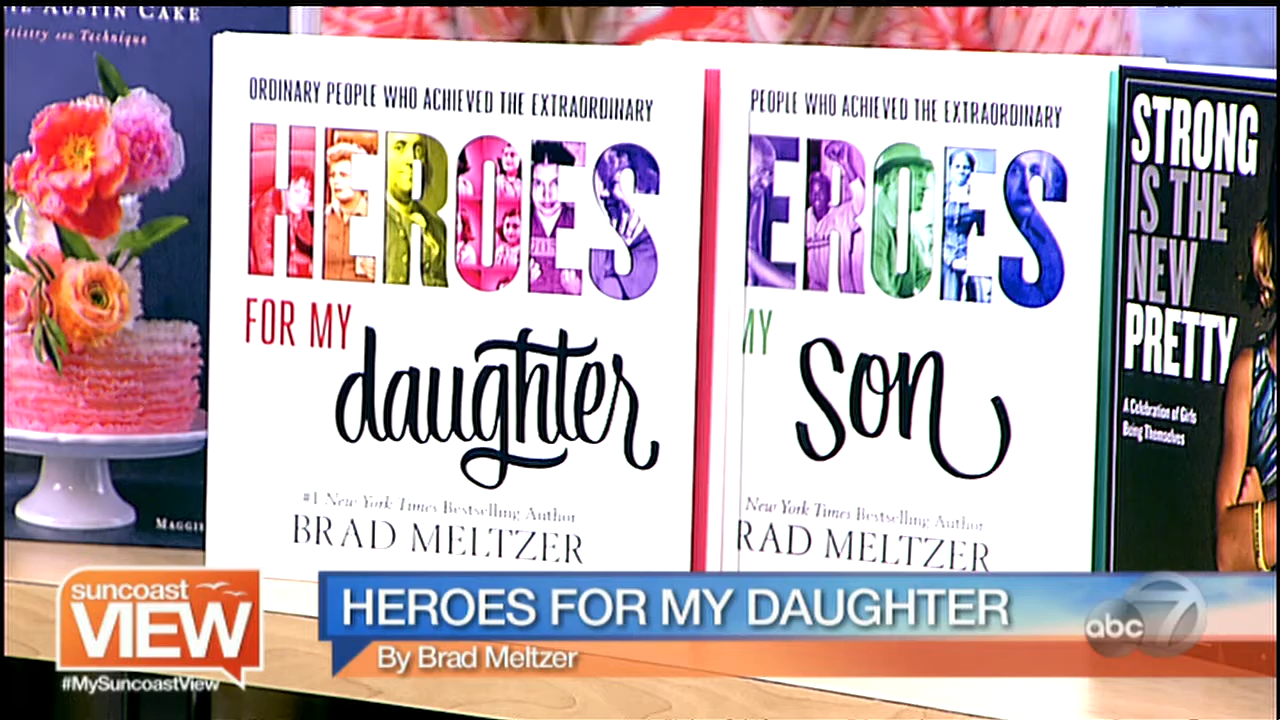 IE AUSTIN CAKE
rtistry AND Technique
MAGGIE
ORDINARY PEOPLE WHO ACHIEVED THE EXTRAORDINARY
HEROES
FOR MY
daughter
#1 New York Times Bestselling Author
BRAD MELTZER
PEOPLE WHO ACHIEVED THE EXTRAORDINARY
EROES
MY
son
New York Times Bestselling Author
RAD MELTZER
STRONG
IS THE
NEW
PRETTY
A Celebration of Girls
Being Themselves
suncoast
VIEW
#MySuncoastView
HEROES FOR MY DAUGHTER
By Brad Meltzer
abc 7